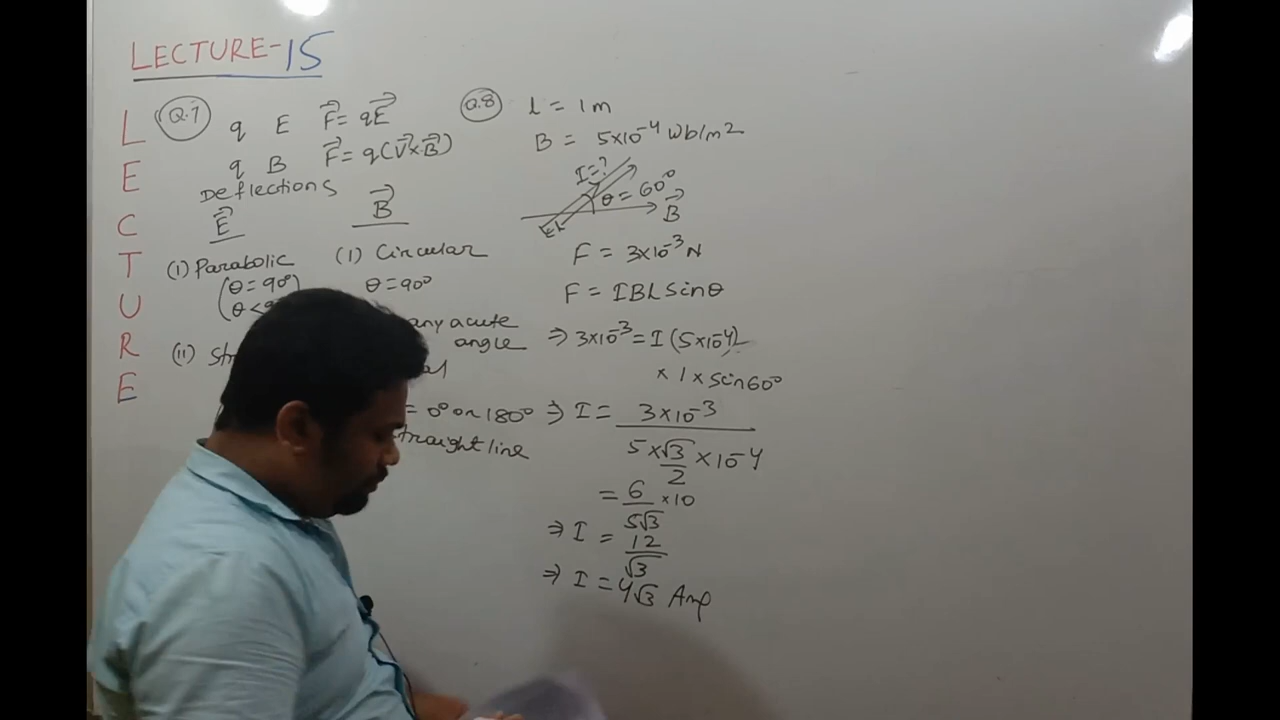 LECTURE-15
LECTURE
Q.7
q E F⃗ = qE⃗
q B F⃗ = q(V⃗×B⃗)
Deflections
E⃗ B⃗
(i) Parabolic
(θ = 90°)
(θ <
(ii)
(i) Circular
θ = 90°
any acute
angle
= 0° or 180°
straight line
Q.8 l = 1m
B = 5×10⁻⁴ Wb/m²
I = ?
θ = 60°
B⃗
F = 3×10⁻³ N
F = IBL sinθ
⇒ 3×10⁻³ = I (5×10⁻⁴)
× 1 × sin60°
⇒ I = 3×10⁻³
5×√3/2 ×10⁻⁴
= 6/5√3 ×10
⇒ I = 12/√3
⇒ I = 4√3 Amp